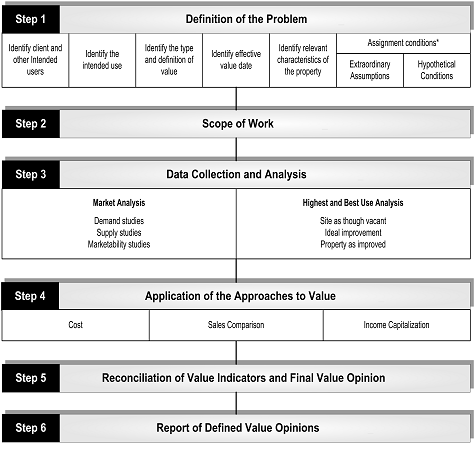 Step 1 Definition of the Problem
Identify client and
other Intended
users
Identify the
intended use
Identify the type
and definition of
value
Identify effective
value date
Identify relevant
characteristics of
the property
Assignment conditions*
Extraordinary
Assumptions
Hypothetical
Conditions
Step 2 Scope of Work
Step 3 Data Collection and Analysis
Market Analysis
Demand studies
Supply studies
Marketability studies
Highest and Best Use Analysis
Site as though vacant
Ideal improvement
Property as improved
Step 4 Application of the Approaches to Value
Cost
Sales Comparison
Income Capitalization
Step 5 Reconciliation of Value Indicators and Final Value Opinion
Step 6 Report of Defined Value Opinions